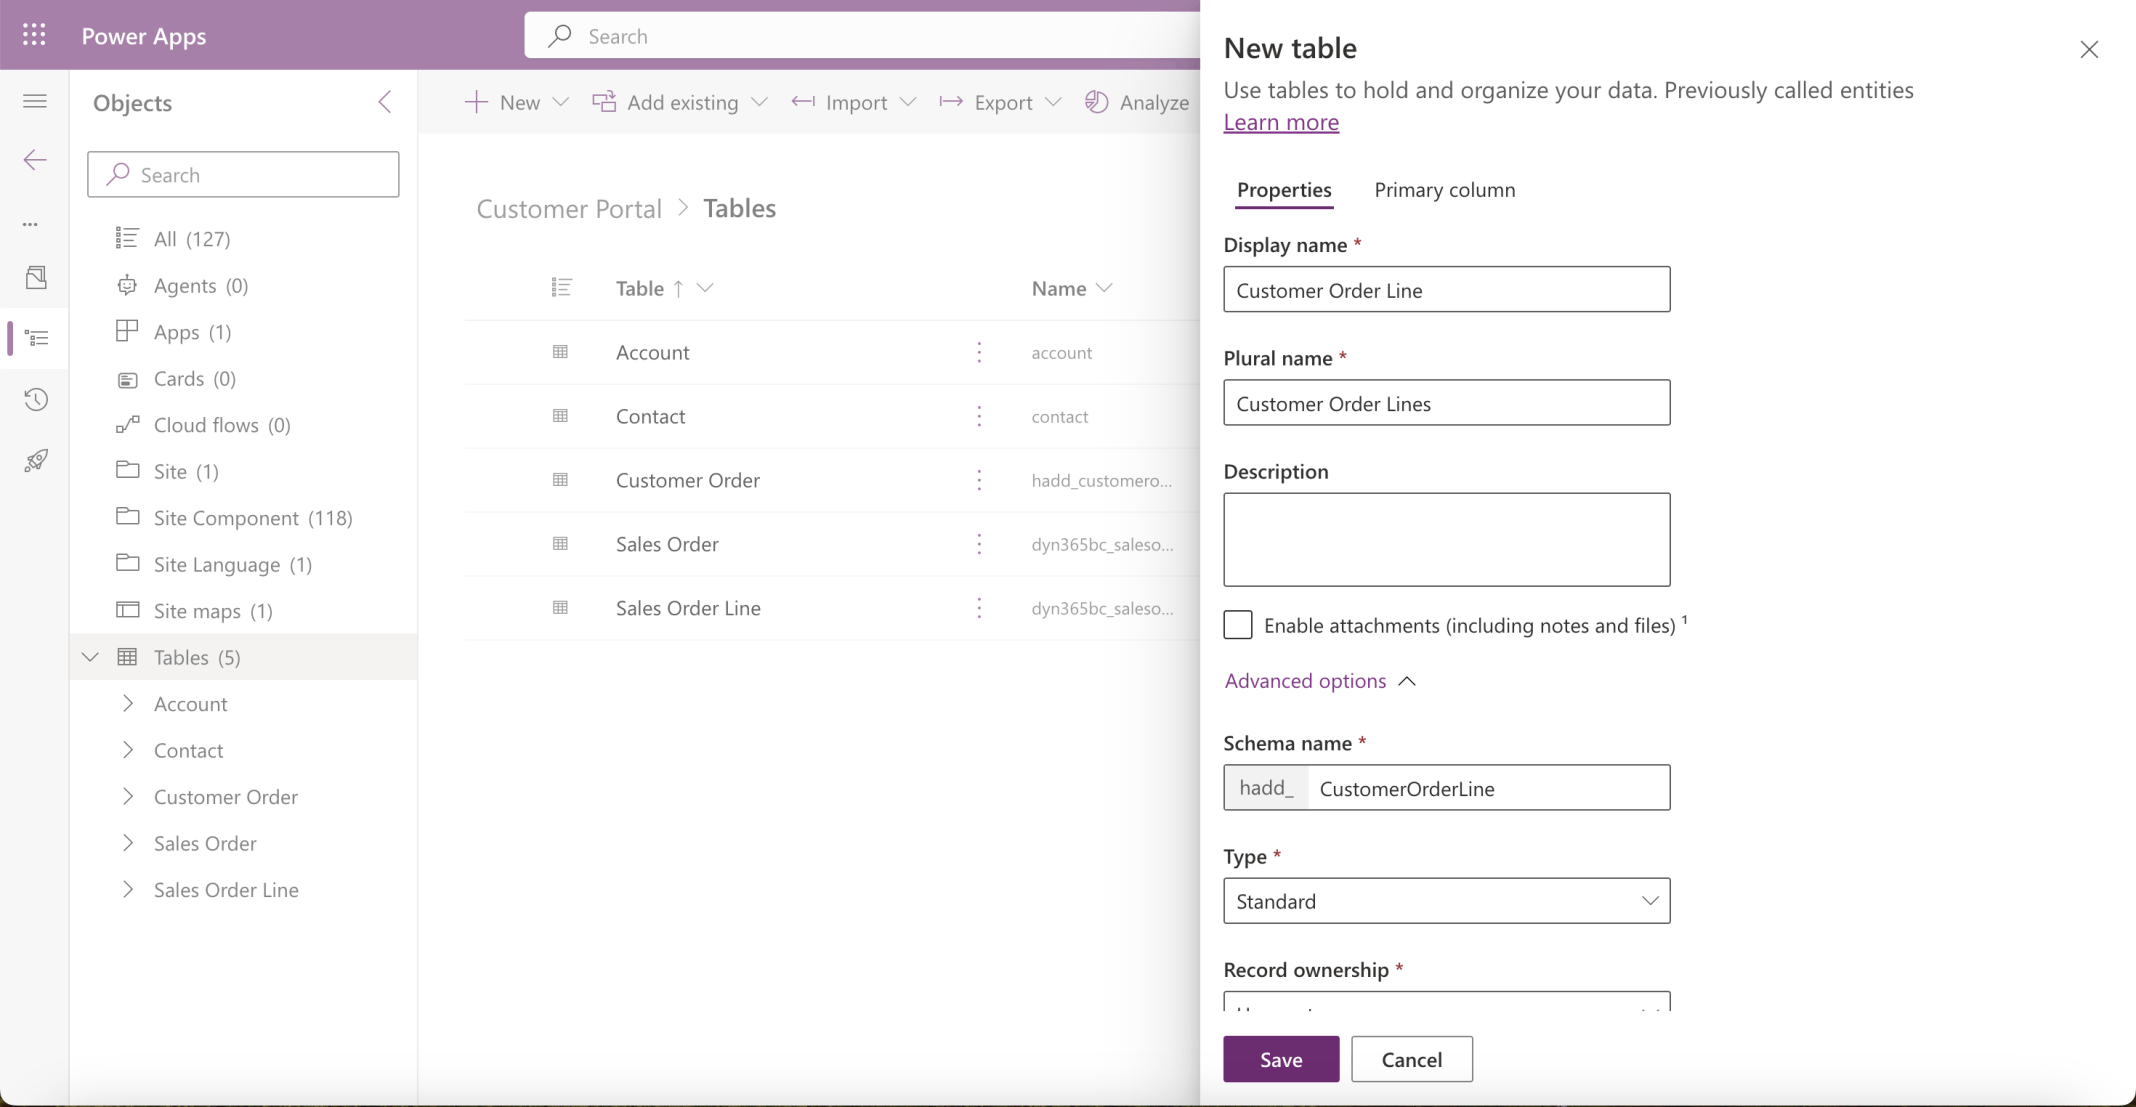 Power Apps
Search
Objects
Search
All (127)
Agents (0)
Apps (1)
Cards (0)
Cloud flows (0)
Site (1)
Site Component (118)
Site Language (1)
Site maps (1)
Tables (5)
Account
Contact
Customer Order
Sales Order
Sales Order Line
New
Add existing
Import
Export
Analyze
Customer Portal > Tables
Table ↑ Name
Account account
Contact contact
Customer Order hadd_customero...
Sales Order dyn365bc_saleso...
Sales Order Line dyn365bc_saleso...
New table
Use tables to hold and organize your data. Previously called entities
Learn more
Properties Primary column
Display name *
Customer Order Line
Plural name *
Customer Order Lines
Description
Enable attachments (including notes and files) ¹
Advanced options
Schema name *
hadd_ CustomerOrderLine
Type *
Standard
Record ownership *
Save Cancel